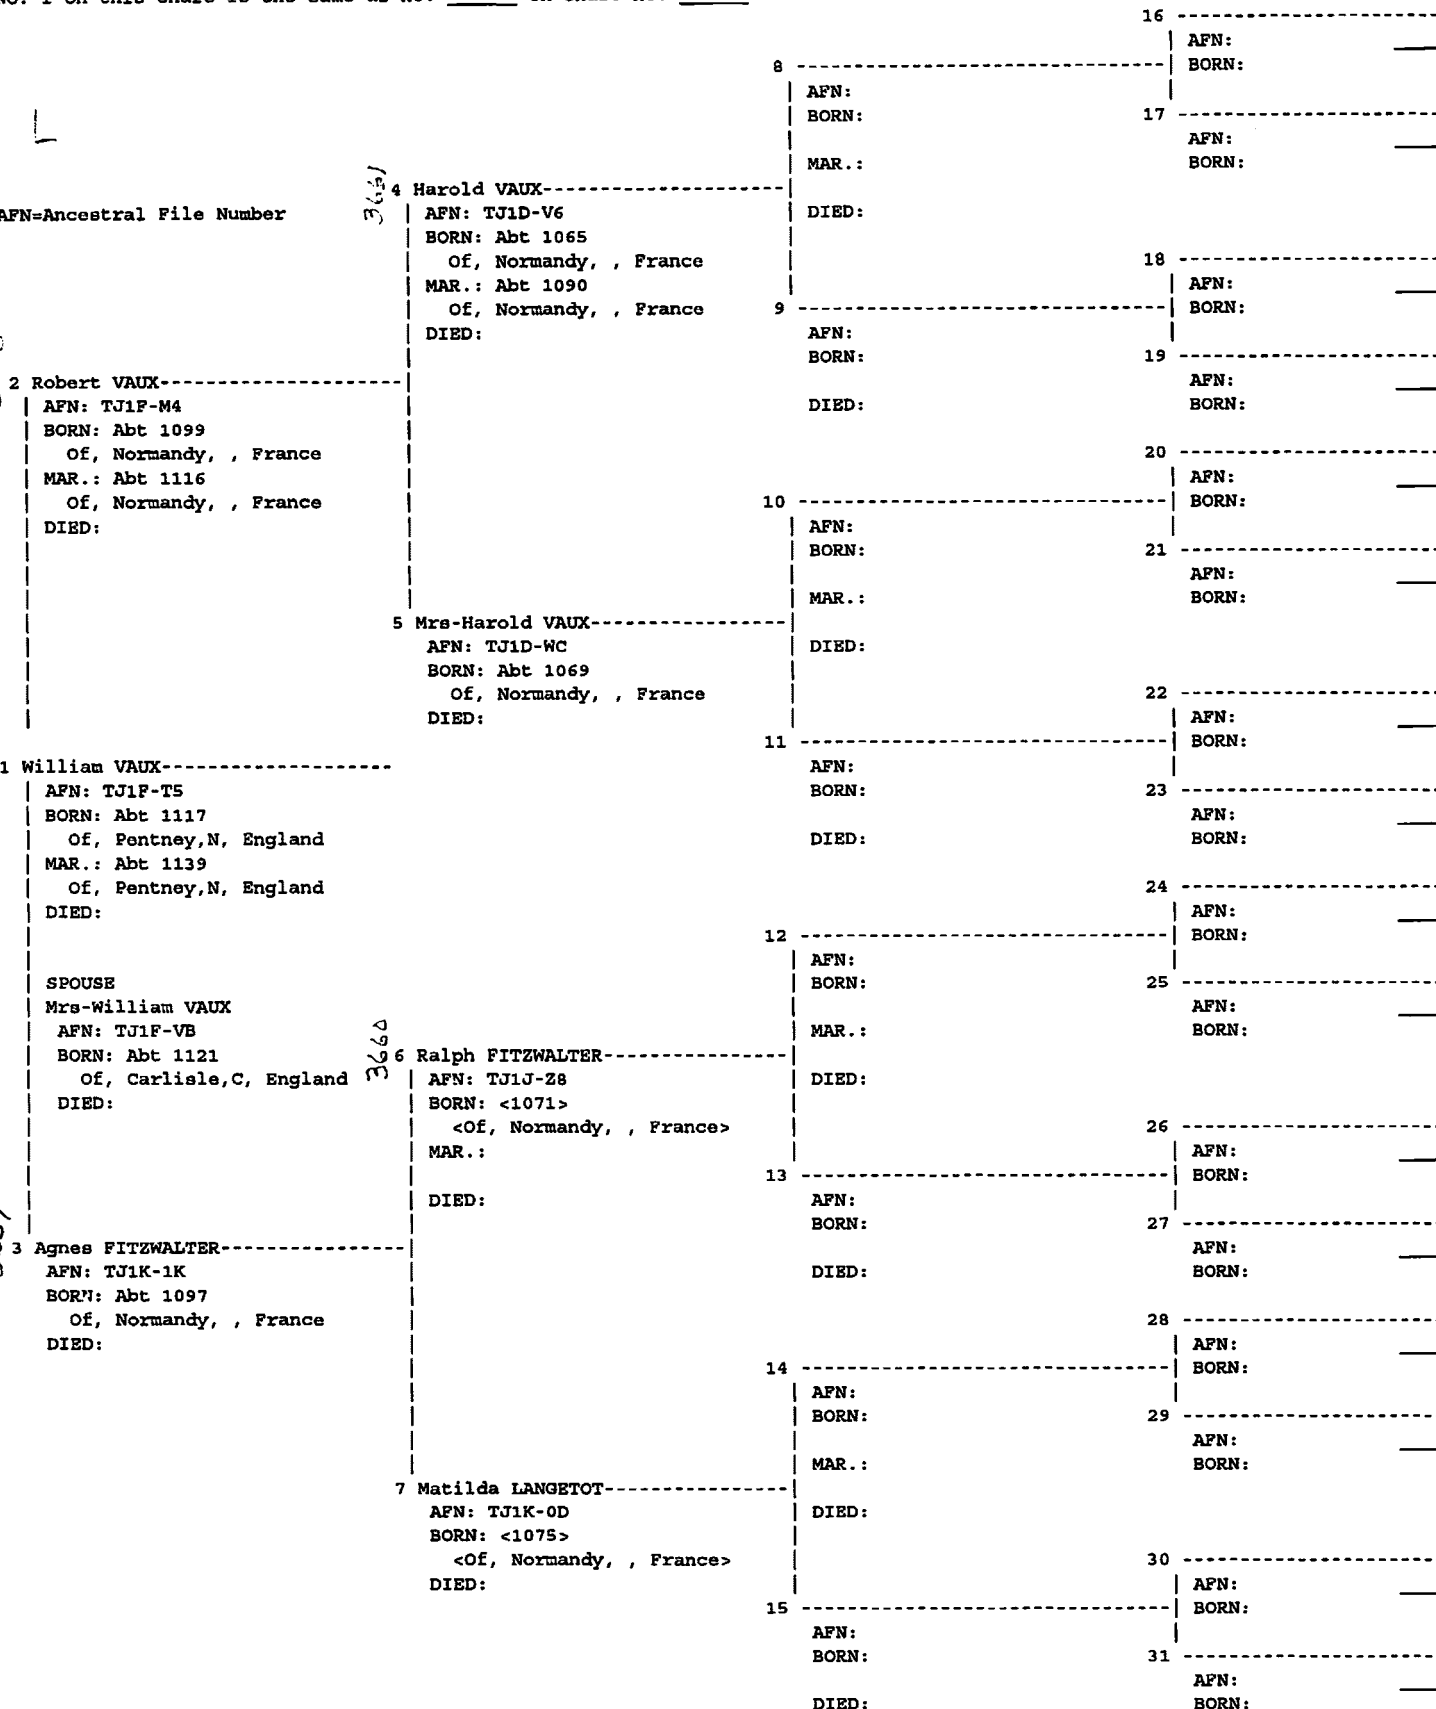 NO. 1 on this chart is the same as no. _____ on chart no. _____
AFN=Ancestral File Number
2 Robert VAUX
AFN: TJ1F-M4
BORN: Abt 1099
Of, Normandy, , France
MAR.: Abt 1116
Of, Normandy, , France
DIED:
1 William VAUX
AFN: TJ1F-T5
BORN: Abt 1117
Of, Pentney,N, England
MAR.: Abt 1139
Of, Pentney,N, England
DIED:
SPOUSE
Mrs-William VAUX
AFN: TJ1F-VB
BORN: Abt 1121
Of, Carlisle,C, England
DIED:
3 Agnes FITZWALTER
AFN: TJ1K-1K
BORN: Abt 1097
Of, Normandy, , France
DIED:
4 Harold VAUX
AFN: TJ1D-V6
BORN: Abt 1065
Of, Normandy, , France
MAR.: Abt 1090
Of, Normandy, , France
DIED:
5 Mrs-Harold VAUX
AFN: TJ1D-WC
BORN: Abt 1069
Of, Normandy, , France
DIED:
3660
6 Ralph FITZWALTER
AFN: TJ1J-Z8
BORN: <1071>
<Of, Normandy, , France>
MAR.:
DIED:
7 Matilda LANGETOT
AFN: TJ1K-0D
BORN: <1075>
<Of, Normandy, , France>
DIED:
8
AFN:
BORN:
MAR.:
DIED:
9
AFN:
BORN:
DIED:
10
AFN:
BORN:
MAR.:
DIED:
11
AFN:
BORN:
DIED:
12
AFN:
BORN:
MAR.:
DIED:
13
AFN:
BORN:
DIED:
14
AFN:
BORN:
MAR.:
DIED:
15
AFN:
BORN:
DIED:
16
AFN:
BORN:
17
AFN:
BORN:
18
AFN:
BORN:
19
AFN:
BORN:
20
AFN:
BORN:
21
AFN:
BORN:
22
AFN:
BORN:
23
AFN:
BORN:
24
AFN:
BORN:
25
AFN:
BORN:
26
AFN:
BORN:
27
AFN:
BORN:
28
AFN:
BORN:
29
AFN:
BORN:
30
AFN:
BORN:
31
AFN:
BORN: